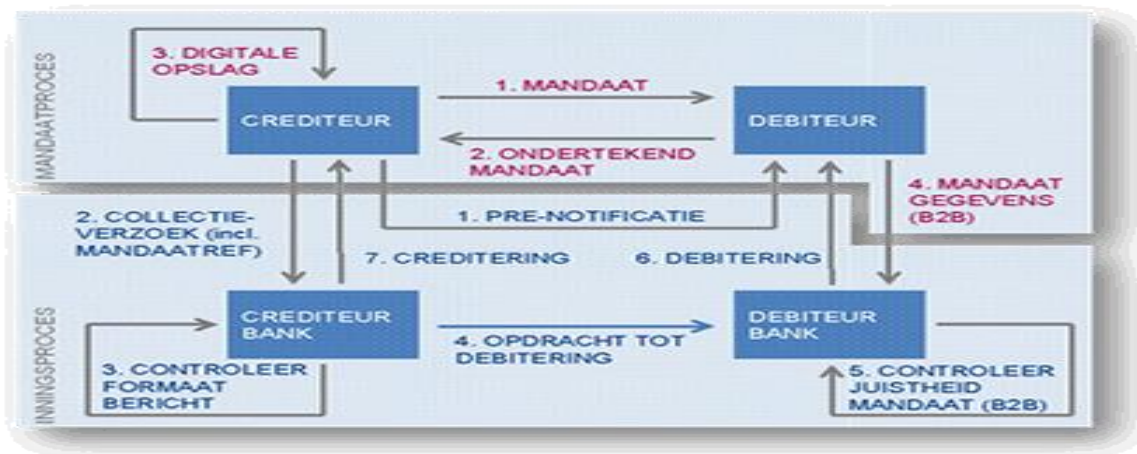 MANDAATPROCES
3. DIGITALE
OPSLAG
1. MANDAAT
CREDITEUR
DEBITEUR
2. ONDERTEKEND
MANDAAT
4. MANDAAT
GEGEVENS
(B2B)
2. COLLECTIE-
VERZOEK (incl.
MANDAATREF)
1. PRE-NOTIFICATIE
7. CREDITERING
6. DEBITERING
INNINGSPROCES
CREDITEUR
BANK
DEBITEUR
BANK
4. OPDRACHT TOT
DEBITERING
3. CONTROLEER
FORMAAT
BERICHT
5. CONTROLEER
JUISTHEID
MANDAAT (B2B)